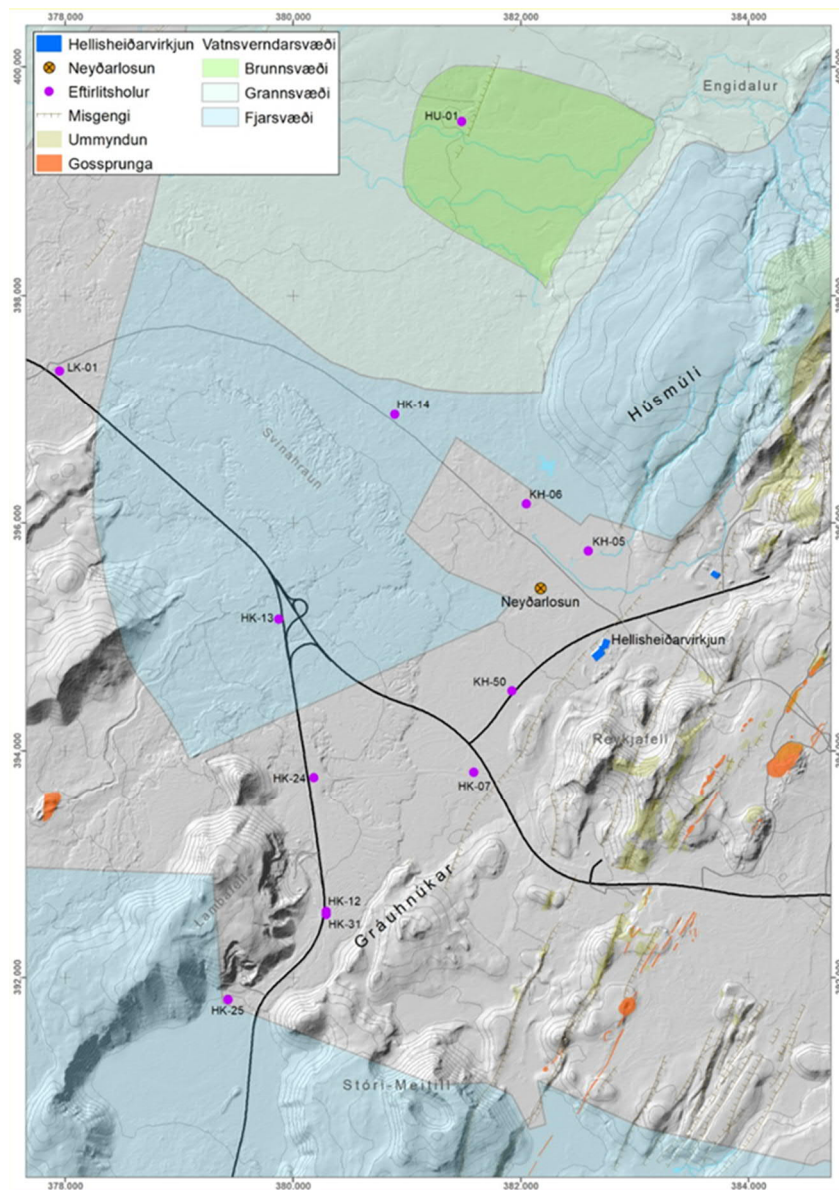 378,000 380,000 382,000 384,000
400,000
Hellisheiðarvirkjun
Neyðarlosun
Eftirlitsholur
Misgengi
Ummyndun
Gossprunga
Vatnsverndarsvæði
Brunnsvæði
Grannsvæði
Fjarsvæði
Engidalur
HU-01
398,000
LK-01
Húsmúli
HK-14
Svínahraun
KH-06
396,000
KH-05
Neyðarlosun
HK-13
Hellisheiðarvirkjun
KH-50
Reykjafell
394,000
HK-24
HK-07
HK-12
HK-31
Gráuhnúkar
392,000
HK-25
Stóri-Meitill
378,000 380,000 382,000 384,000